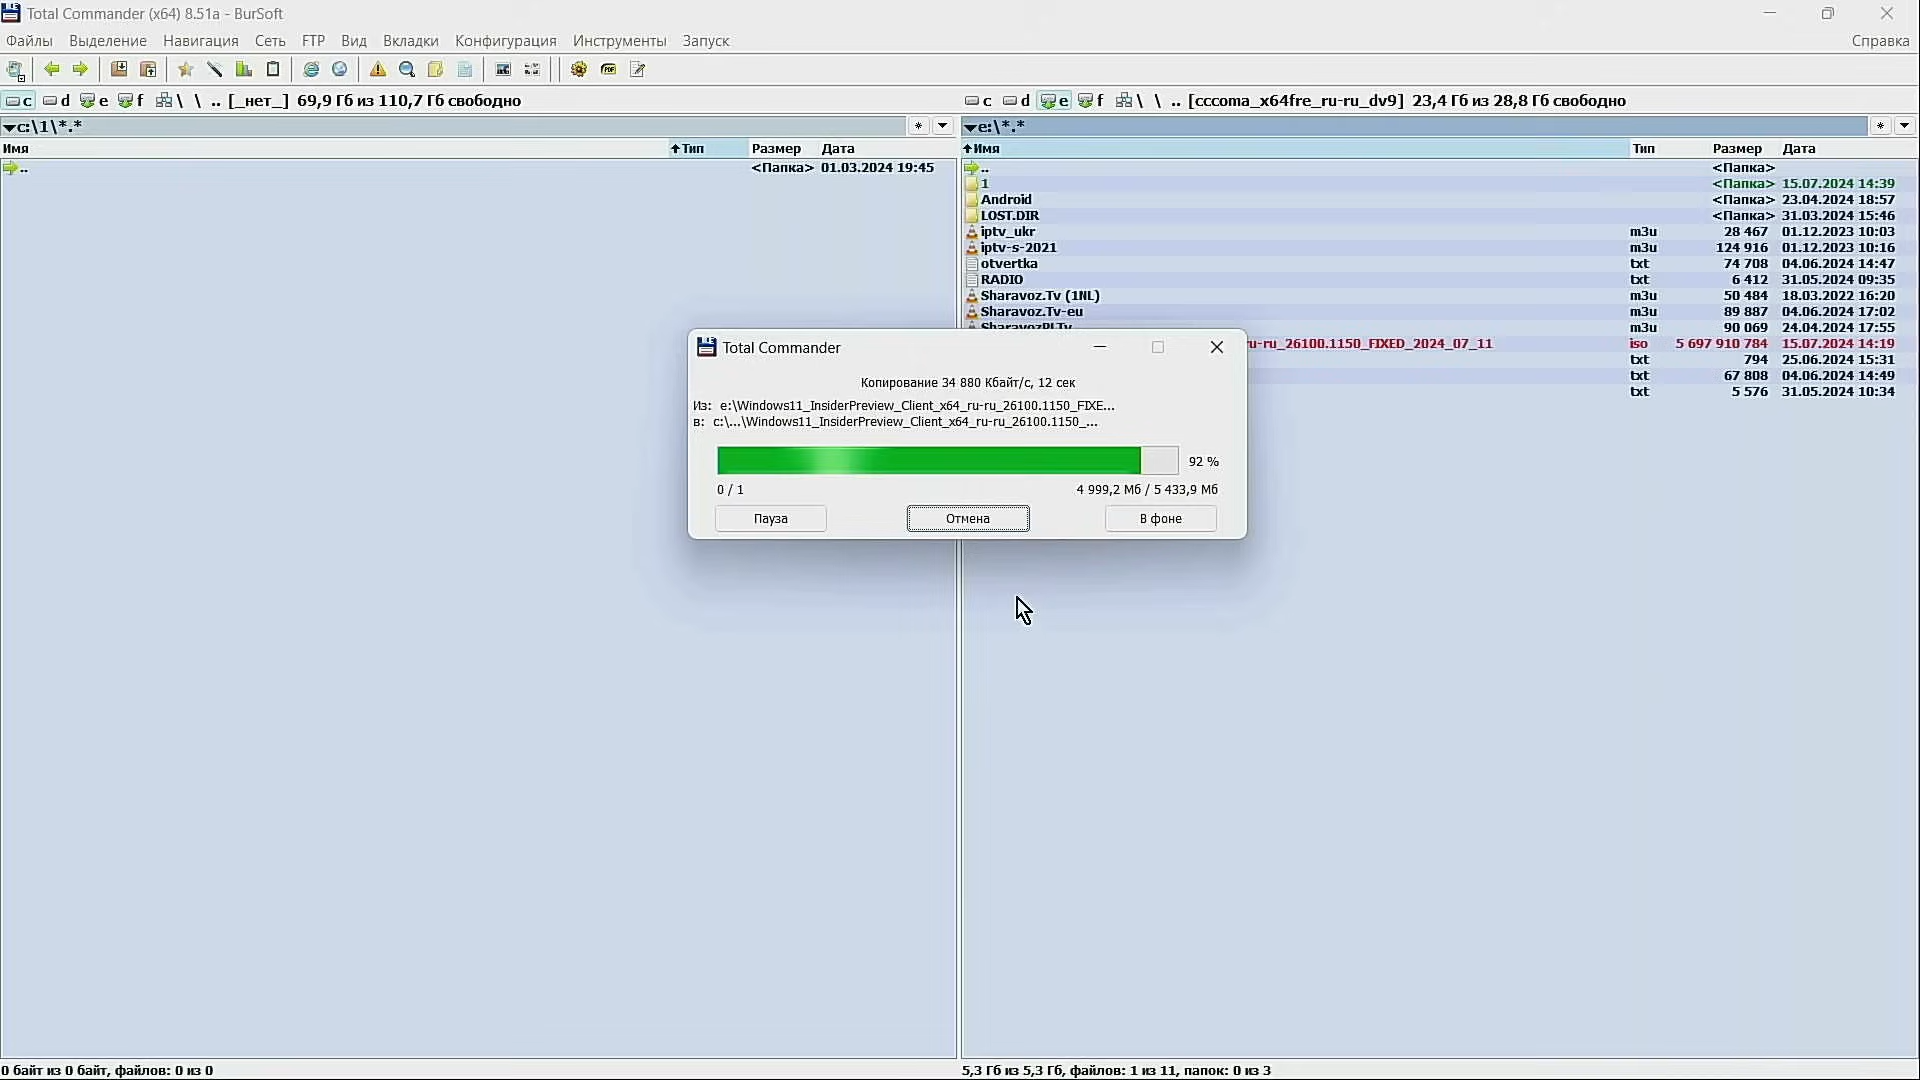 Total Commander (x64) 8.51a - BurSoft
Файлы Выделение Навигация Сеть FTP Вид Вкладки Конфигурация Инструменты Запуск Справка
c d e f \ \ .. [_нет_] 69,9 Гб из 110,7 Гб свободно
c d e f \ \ .. [cccoma_x64fre_ru-ru_dv9] 23,4 Гб из 28,8 Гб свободно
c:\1\*.* *
e:\*.* *
Имя Тип Размер Дата
.. <Папка> 01.03.2024 19:45
Имя Тип Размер Дата
.. <Папка>
1 <Папка> 15.07.2024 14:39
Android <Папка> 23.04.2024 18:57
LOST.DIR <Папка> 31.03.2024 15:46
iptv_ukr m3u 28 467 01.12.2023 10:03
iptv-s-2021 m3u 124 916 01.12.2023 10:16
otvertka txt 74 708 04.06.2024 14:47
RADIO txt 6 412 31.05.2024 09:35
Sharavoz.Tv (1NL) m3u 50 484 18.03.2022 16:20
Sharavoz.Tv-eu m3u 89 887 04.06.2024 17:02
SharavozPLTv m3u 90 069 24.04.2024 17:55
ru-ru_26100.1150_FIXED_2024_07_11 iso 5 697 910 784 15.07.2024 14:19
txt 794 25.06.2024 15:31
txt 67 808 04.06.2024 14:49
txt 5 576 31.05.2024 10:34
Total Commander
Копирование 34 880 Кбайт/с, 12 сек
Из: e:\Windows11_InsiderPreview_Client_x64_ru-ru_26100.1150_FIXE...
в: c:\...\Windows11_InsiderPreview_Client_x64_ru-ru_26100.1150_...
92 %
0 / 1 4 999,2 Мб / 5 433,9 Мб
Пауза Отмена В фоне
0 байт из 0 байт, файлов: 0 из 0
5,3 Гб из 5,3 Гб, файлов: 1 из 11, папок: 0 из 3